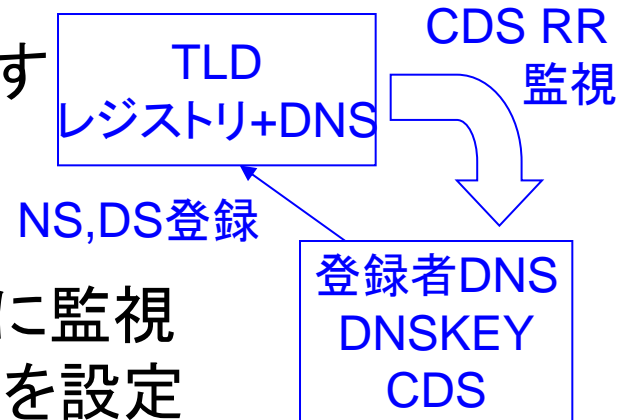 す
TLD
レジストリ+DNS
CDS RR
監視
NS,DS登録
に監視
を設定
登録者DNS
DNSKEY
CDS